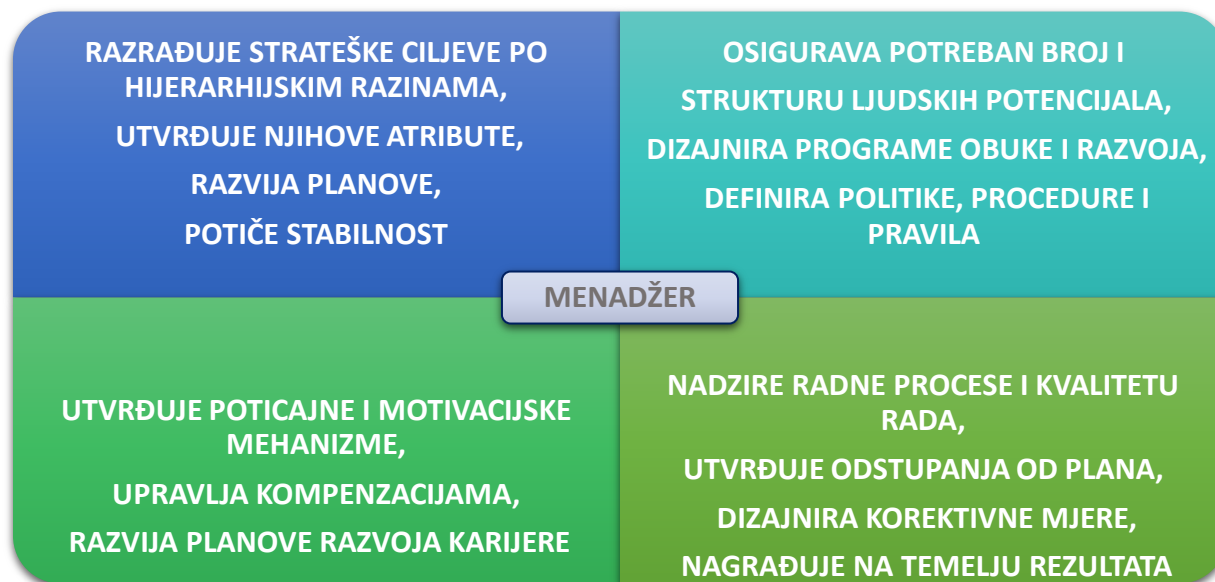 RAZRAĐUJE STRATEŠKE CILJEVE PO
HIJERARHIJSKIM RAZINAMA,
UTVRĐUJE NJIHOVE ATRIBUTE,
RAZVIJA PLANOVE,
POTIČE STABILNOST
OSIGURAVA POTREBAN BROJ I
STRUKTURU LJUDSKIH POTENCIJALA,
DIZAJNIRA PROGRAME OBUKE I RAZVOJA,
DEFINIRA POLITIKE, PROCEDURE I
PRAVILA
MENADŽER
UTVRĐUJE POTICAJNE I MOTIVACIJSKE
MEHANIZME,
UPRAVLJA KOMPENZACIJAMA,
RAZVIJA PLANOVE RAZVOJA KARIJERE
NADZIRE RADNE PROCESE I KVALITETU
RADA,
UTVRĐUJE ODSTUPANJA OD PLANA,
DIZAJNIRA KOREKTIVNE MJERE,
NAGRAĐUJE NA TEMELJU REZULTATA